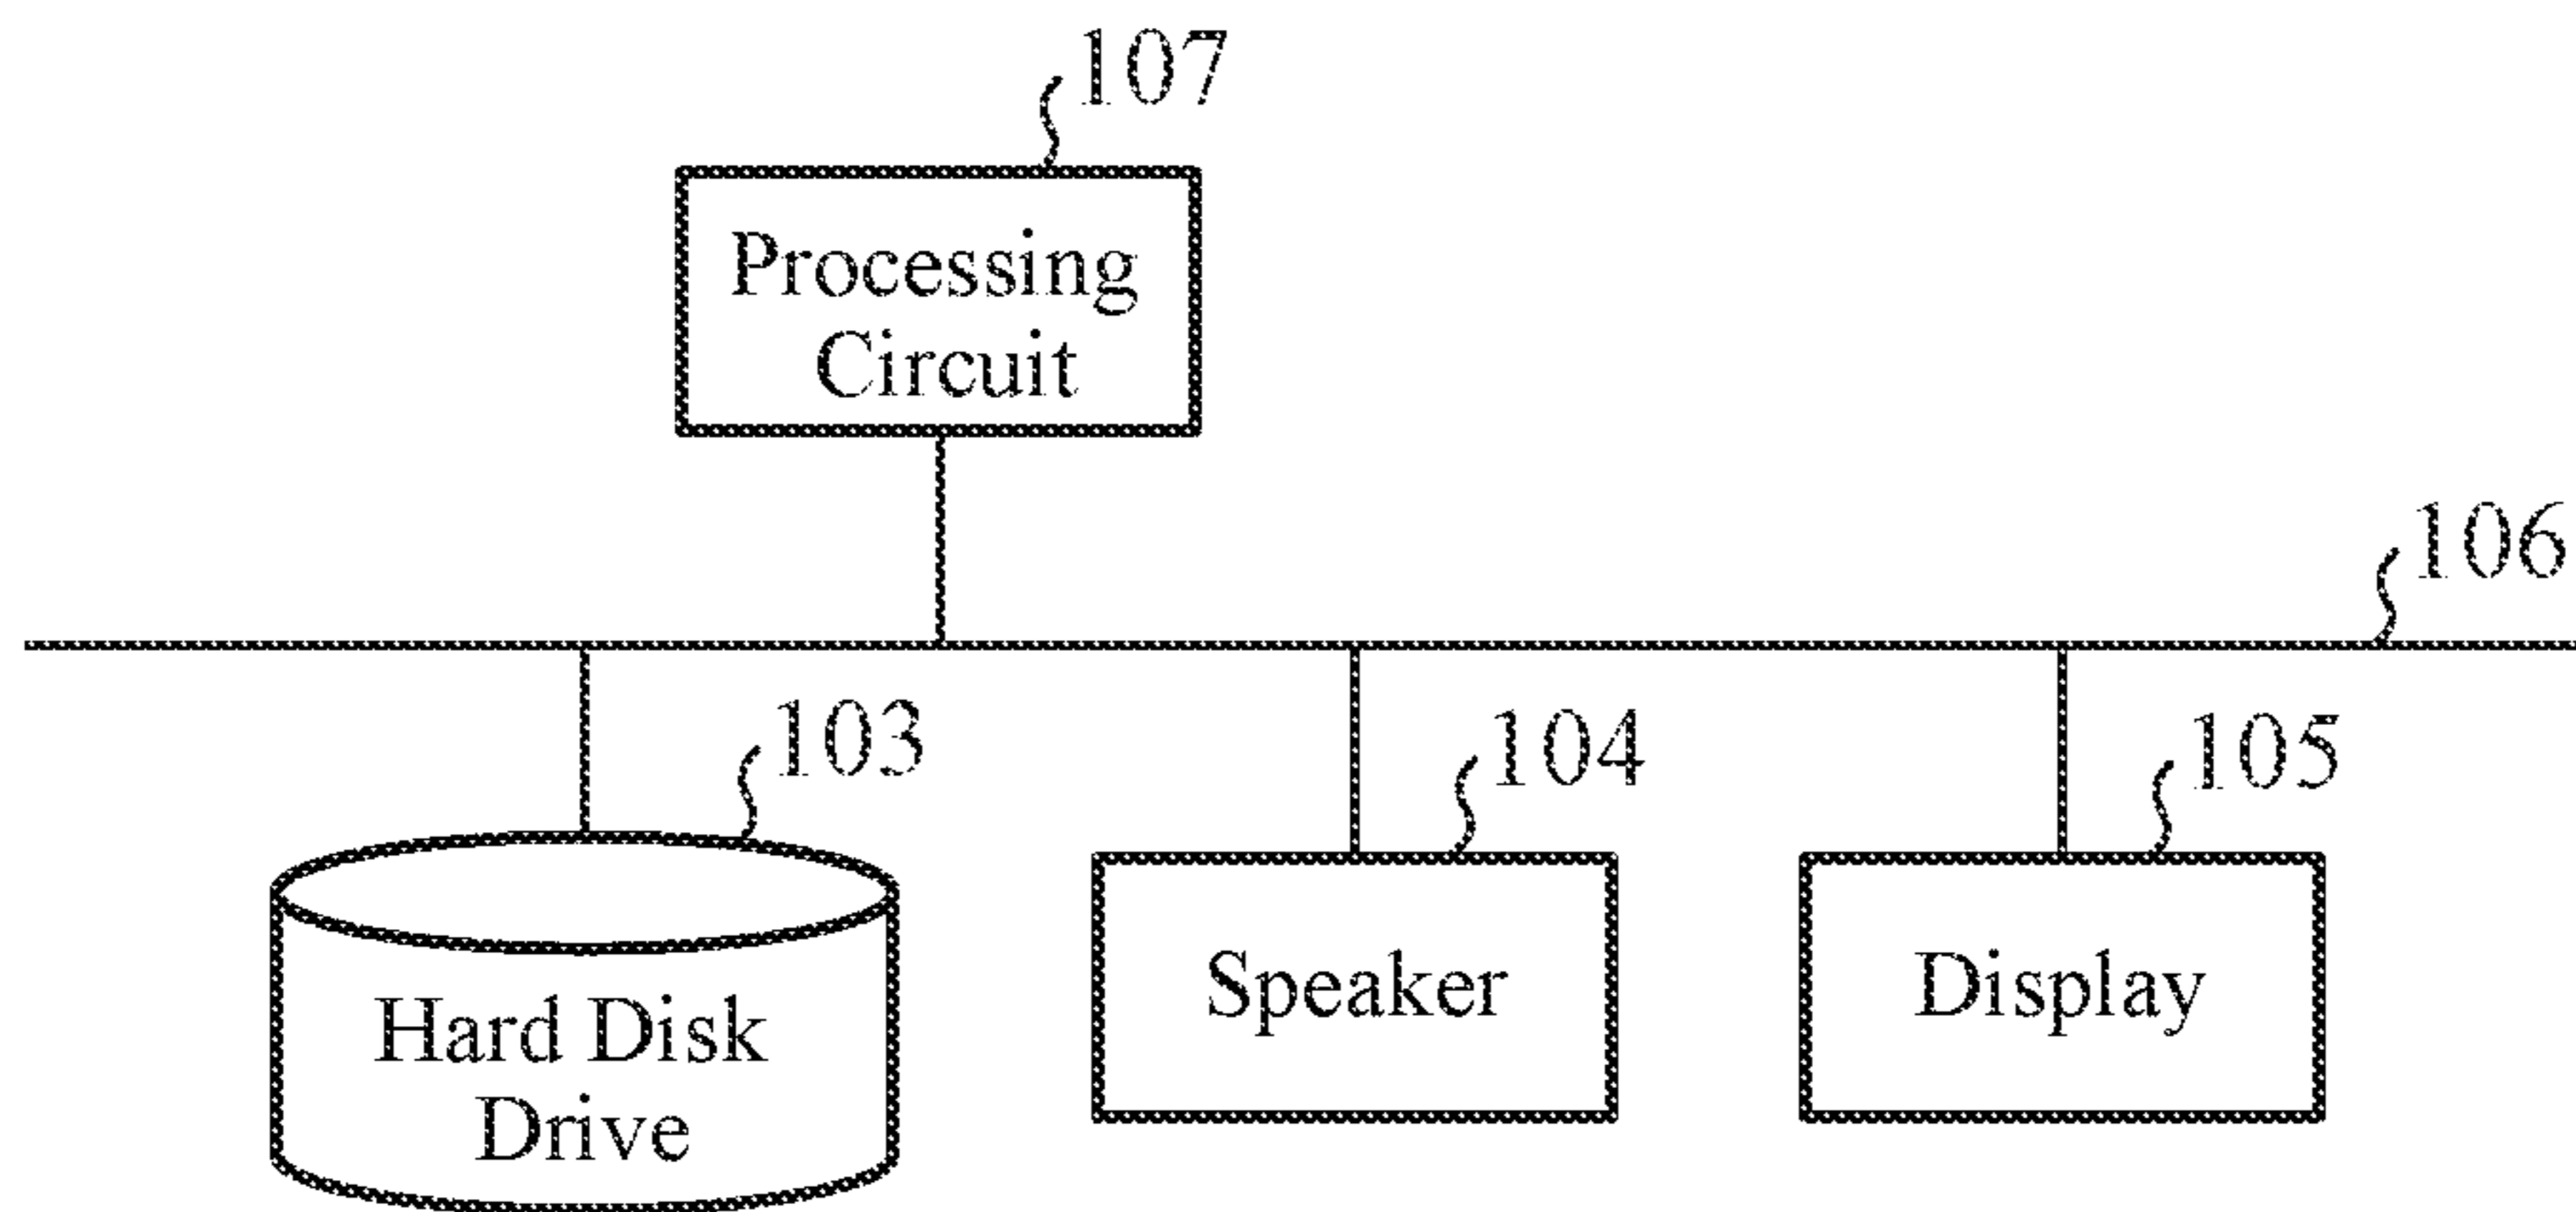 107
Processing
Circuit
106
103
104
105
Hard Disk
Drive
Speaker
Display